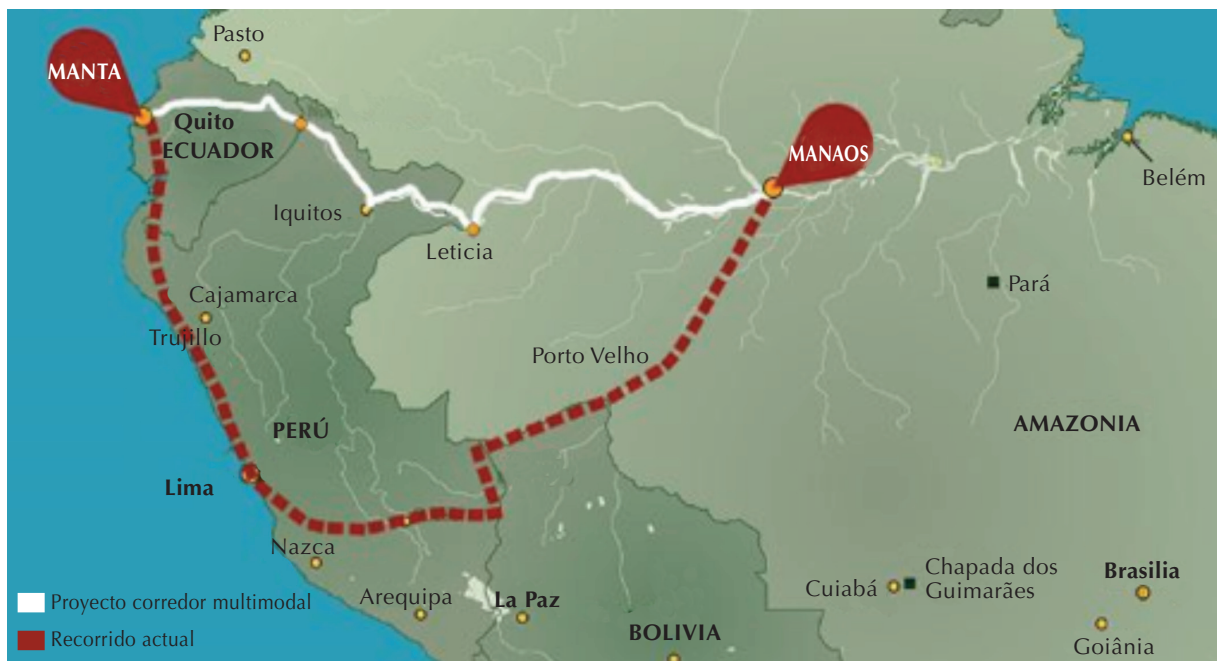 Pasto
MANTA
Quito
ECUADOR
MANAOS
Belém
Iquitos
Leticia
Pará
Cajamarca
Trujillo
Porto Velho
PERÚ
AMAZONIA
Lima
Nazca
Chapada dos
Guimarães
Cuiabá
Brasilia
Arequipa
La Paz
BOLIVIA
Goiânia
Proyecto corredor multimodal
Recorrido actual